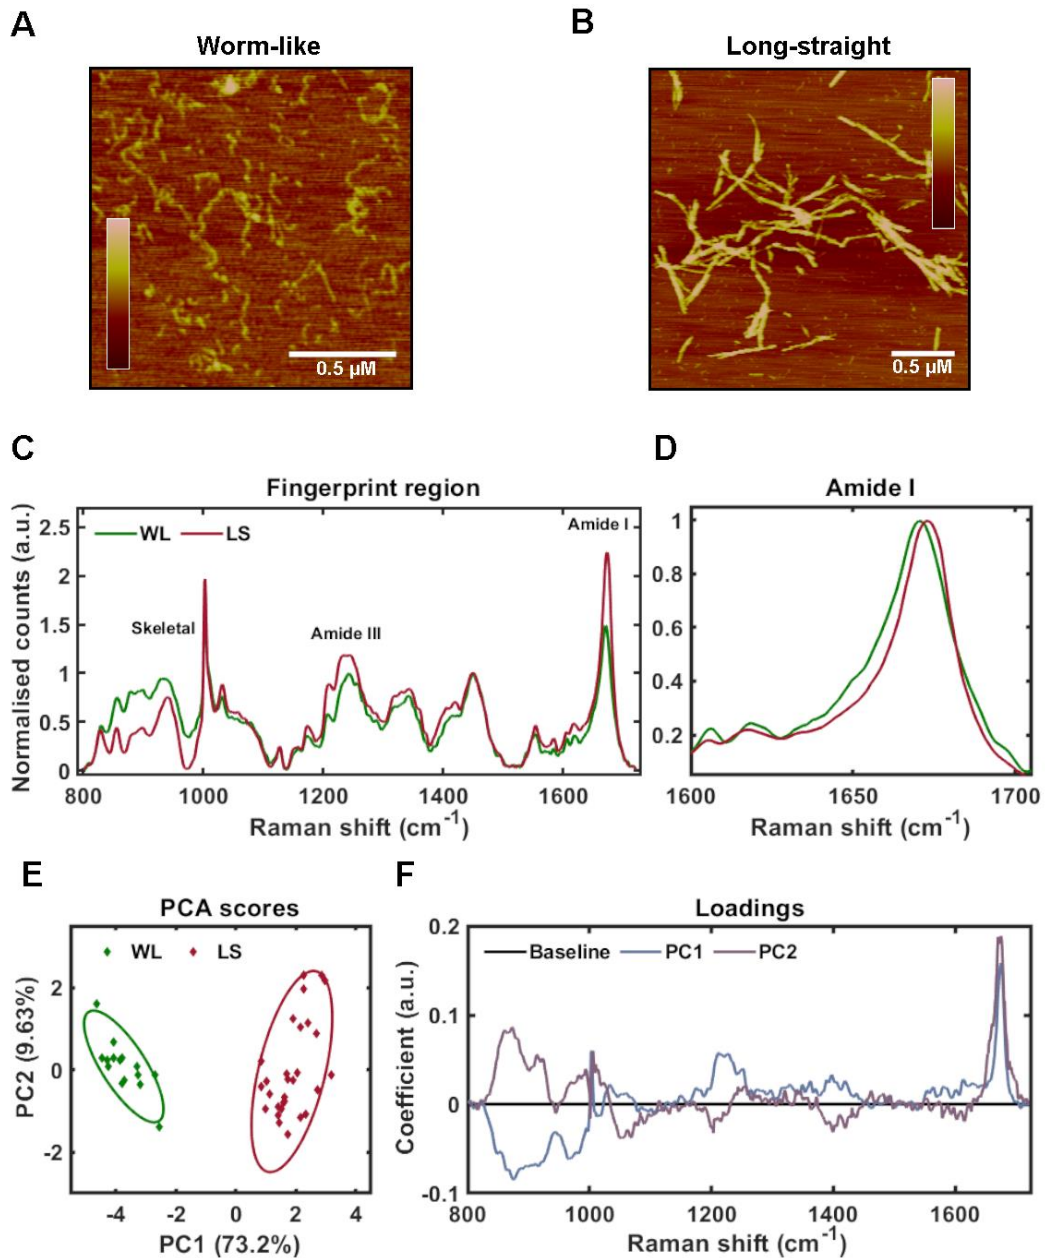 A
Worm-like
0.5 µM
B
Long-straight
0.5 µM
C
Fingerprint region
Normalised counts (a.u.)
2.5
2
1.5
1
0.5
0
WL
LS
Skeletal
Amide III
Amide I
800
1000
1200
1400
1600
Raman shift (cm-1)
D
Amide I
1
0.8
0.6
0.4
0.2
1600
1650
1700
Raman shift (cm-1)
E
PCA scores
WL
LS
PC2 (9.63%)
2
0
-2
-4
-2
0
2
4
PC1 (73.2%)
F
Loadings
Baseline
PC1
PC2
Coefficient (a.u.)
0.2
0.1
0
-0.1
800
1000
1200
1400
1600
Raman shift (cm-1)